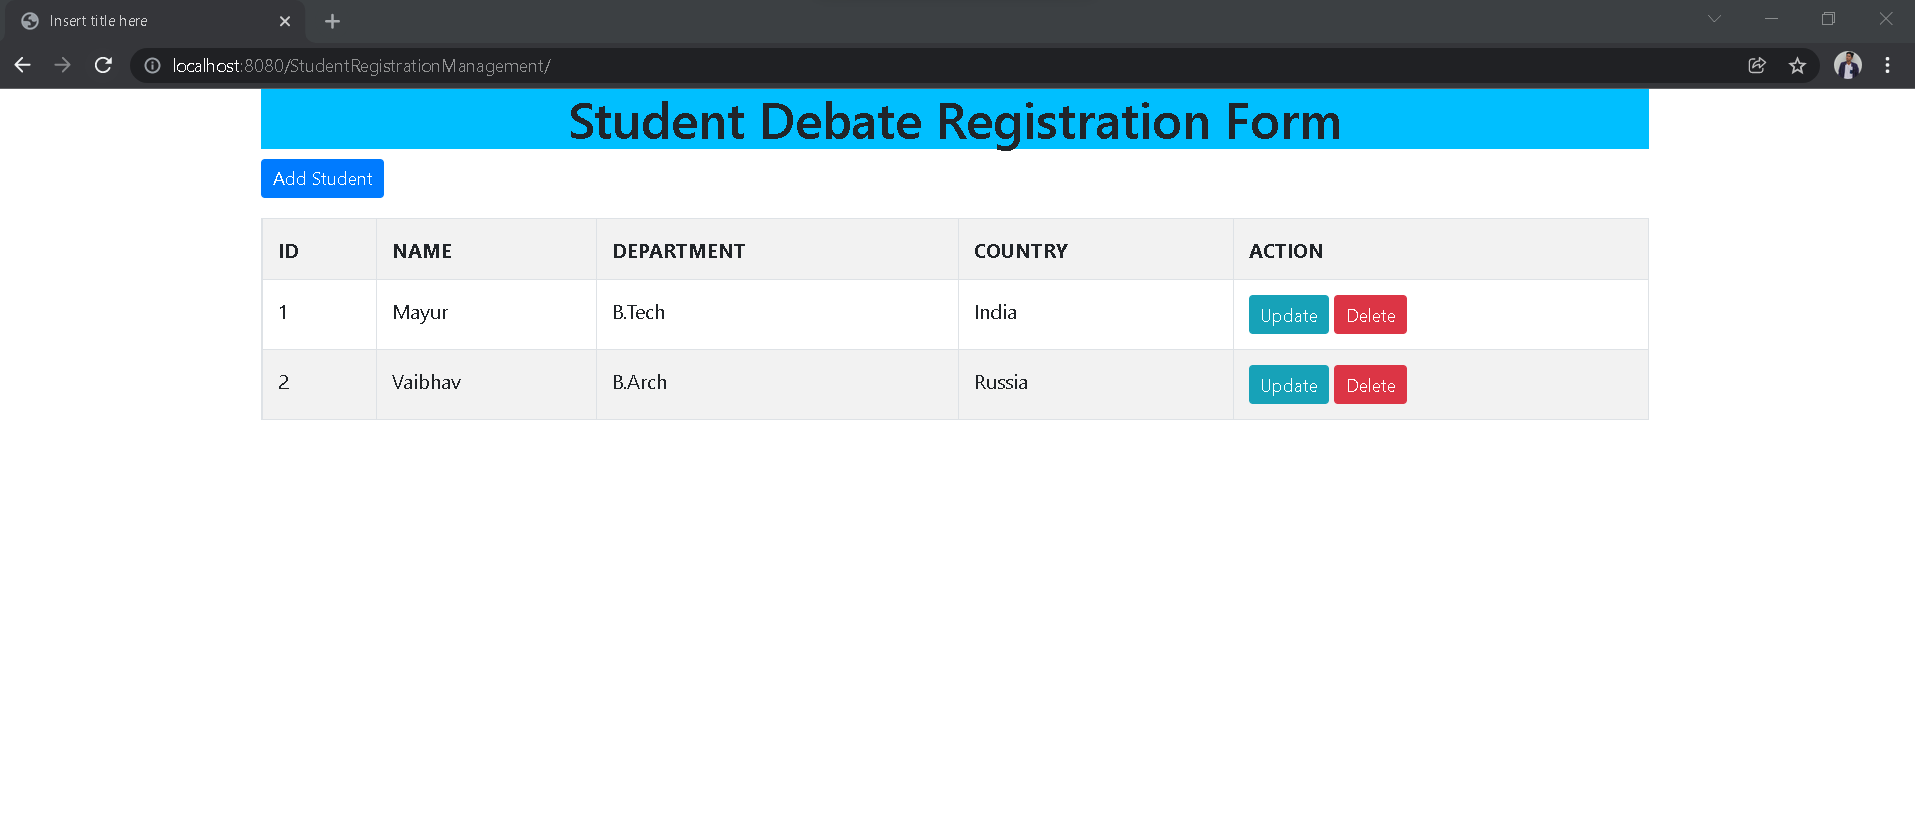 Insert title here
localhost:8080/StudentRegistrationManagement/
Student Debate Registration Form
Add Student
ID NAME DEPARTMENT COUNTRY ACTION
1 Mayur B.Tech India Update Delete
2 Vaibhav B.Arch Russia Update Delete